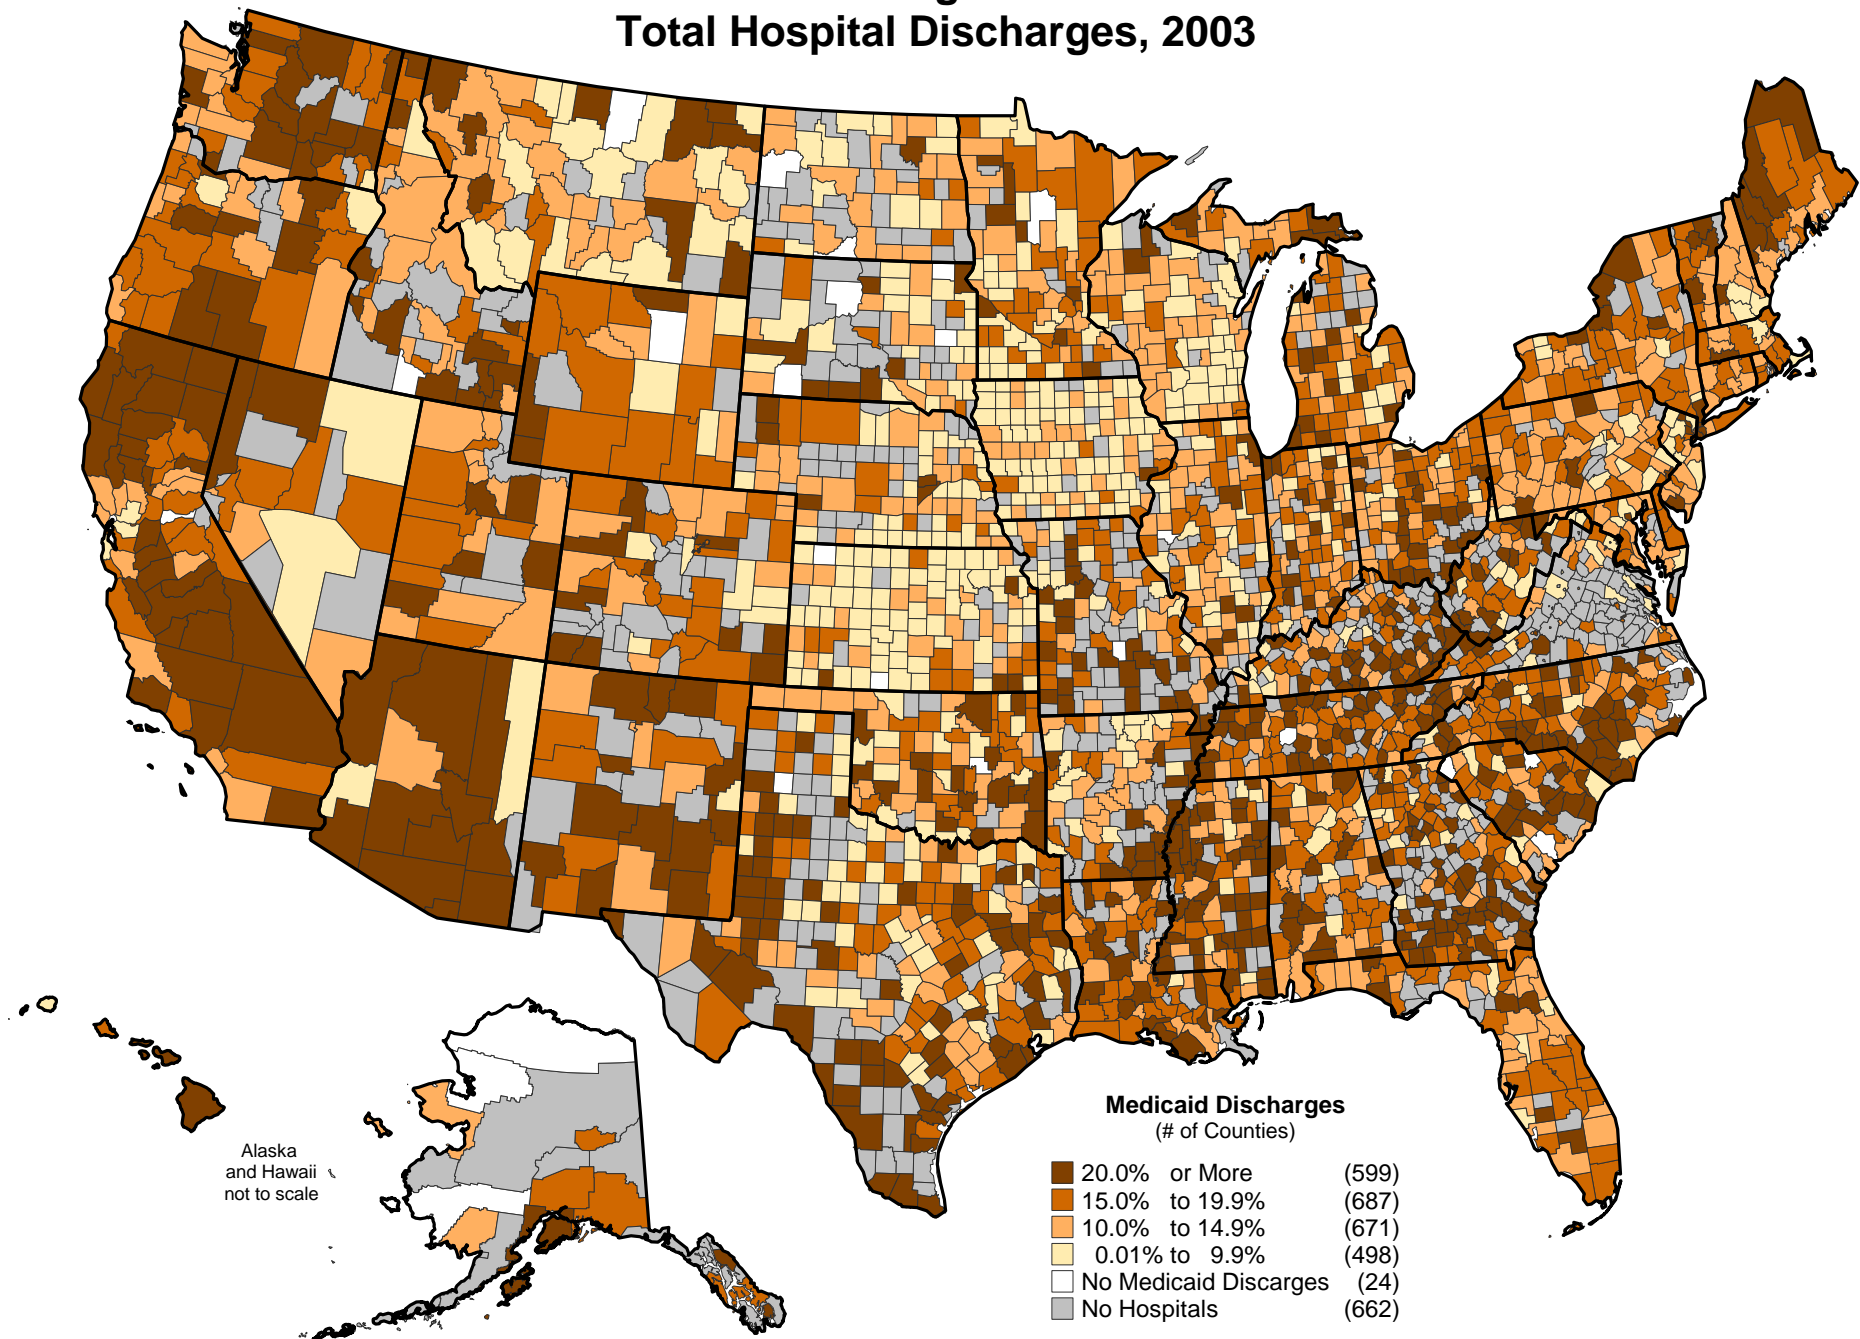 Total Hospital Discharges, 2003
Alaska
and Hawaii
not to scale
Medicaid Discharges
(# of Counties)
20.0% or More (599)
15.0% to 19.9% (687)
10.0% to 14.9% (671)
0.01% to 9.9% (498)
No Medicaid Discarges (24)
No Hospitals (662)